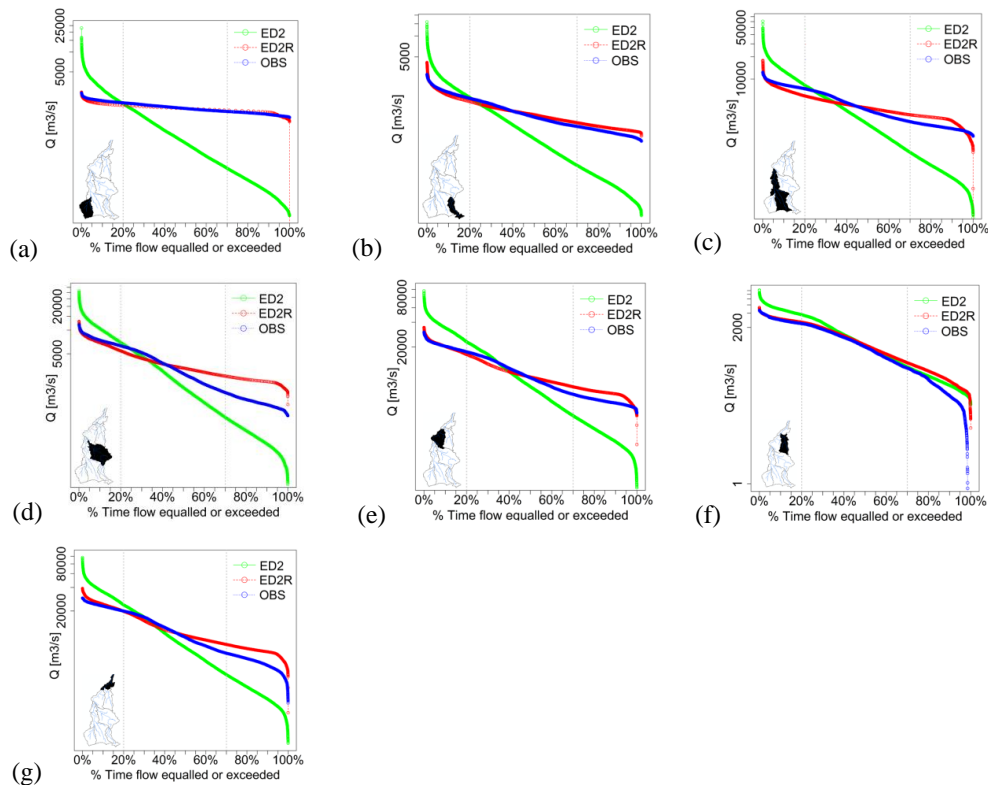 25000
5000
Q [m3/s]
ED2
ED2R
OBS
0% 20% 40% 60% 80% 100%
% Time flow equalled or exceeded
(a)
5000
Q [m3/s]
ED2
ED2R
OBS
0% 20% 40% 60% 80% 100%
% Time flow equalled or exceeded
(b)
50000
10000
Q [m3/s]
ED2
ED2R
OBS
0% 20% 40% 60% 80% 100%
% Time flow equalled or exceeded
(c)
20000
5000
Q [m3/s]
ED2
ED2R
OBS
0% 20% 40% 60% 80% 100%
% Time flow equalled or exceeded
(d)
80000
20000
Q [m3/s]
ED2
ED2R
OBS
0% 20% 40% 60% 80% 100%
% Time flow equalled or exceeded
(e)
2000
1
Q [m3/s]
ED2
ED2R
OBS
0% 20% 40% 60% 80% 100%
% Time flow equalled or exceeded
(f)
80000
20000
Q [m3/s]
ED2
ED2R
OBS
0% 20% 40% 60% 80% 100%
% Time flow equalled or exceeded
(g)